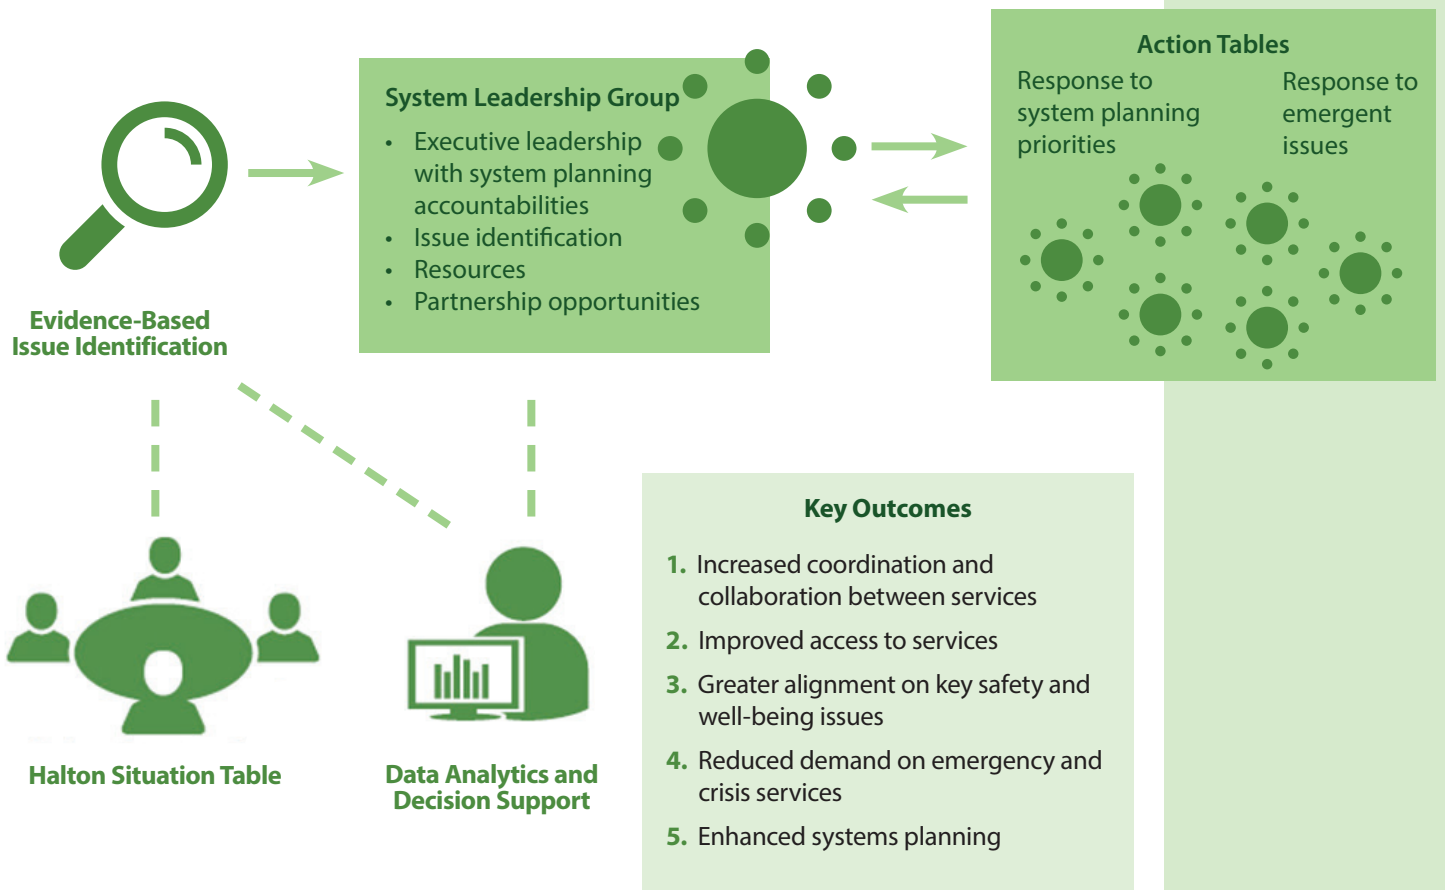 Evidence-Based
Issue Identification
System Leadership Group
• Executive leadership
with system planning
accountabilities
• Issue identification
• Resources
• Partnership opportunities
Action Tables
Response to
system planning
priorities
Response to
emergent
issues
Halton Situation Table
Data Analytics and
Decision Support
Key Outcomes
1. Increased coordination and
collaboration between services
2. Improved access to services
3. Greater alignment on key safety and
well-being issues
4. Reduced demand on emergency and
crisis services
5. Enhanced systems planning